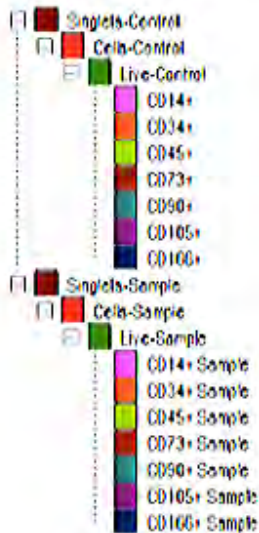 Singlets-Control
Cells-Control
Live-Control
CD14+
CD34+
CD45+
CD73+
CD90+
CD105+
CD166+
Singlets-Sample
Cells-Sample
Live-Sample
CD14+ Sample
CD34+ Sample
CD45+ Sample
CD73+ Sample
CD90+ Sample
CD105+ Sample
CD166+ Sample